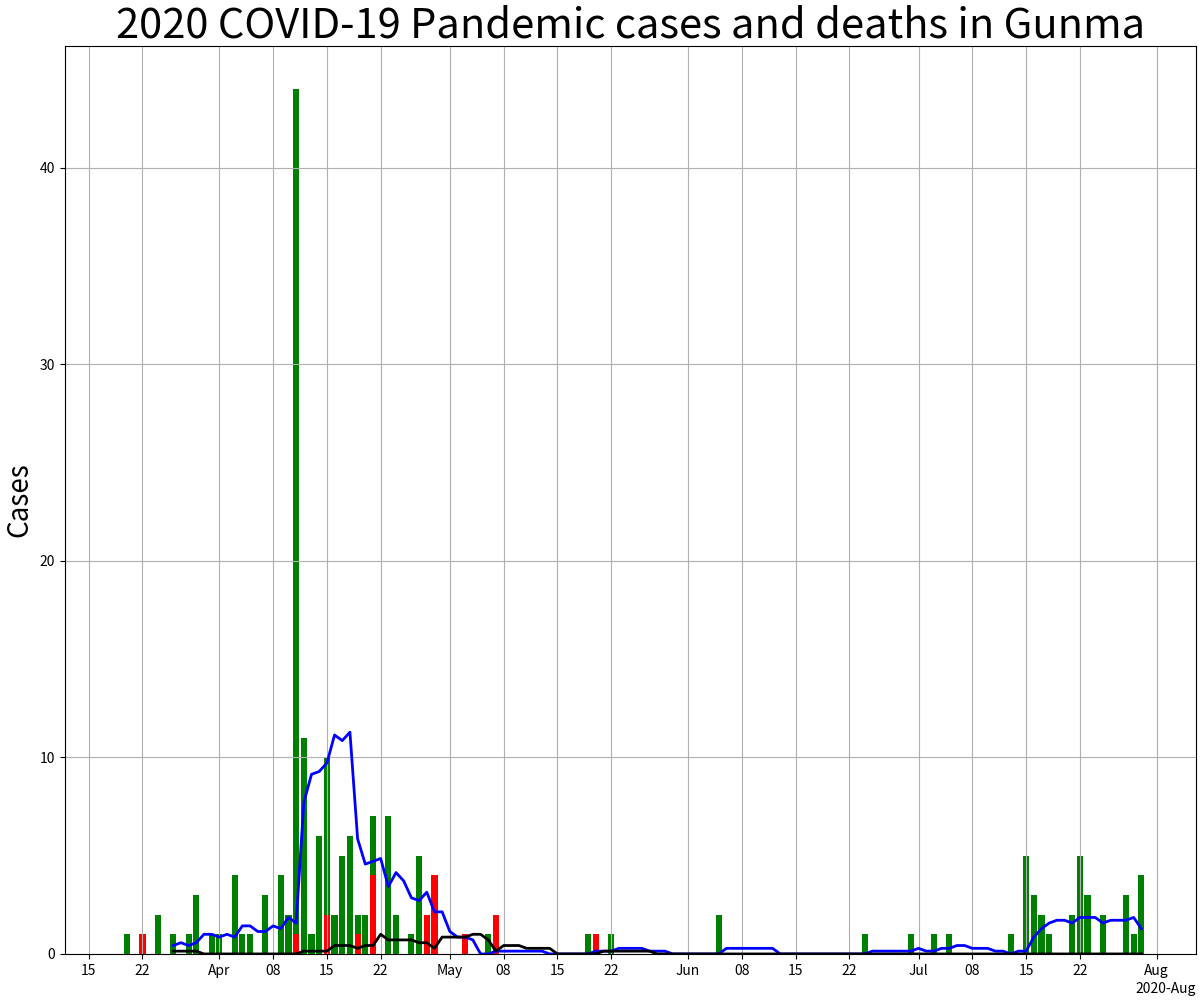 2020 COVID-19 Pandemic cases and deaths in Gunma
Cases
40
30
20
10
0
15 22 Apr 08 15 22 May 08 15 22 Jun 08 15 22 Jul 08 15 22 Aug
2020-Aug